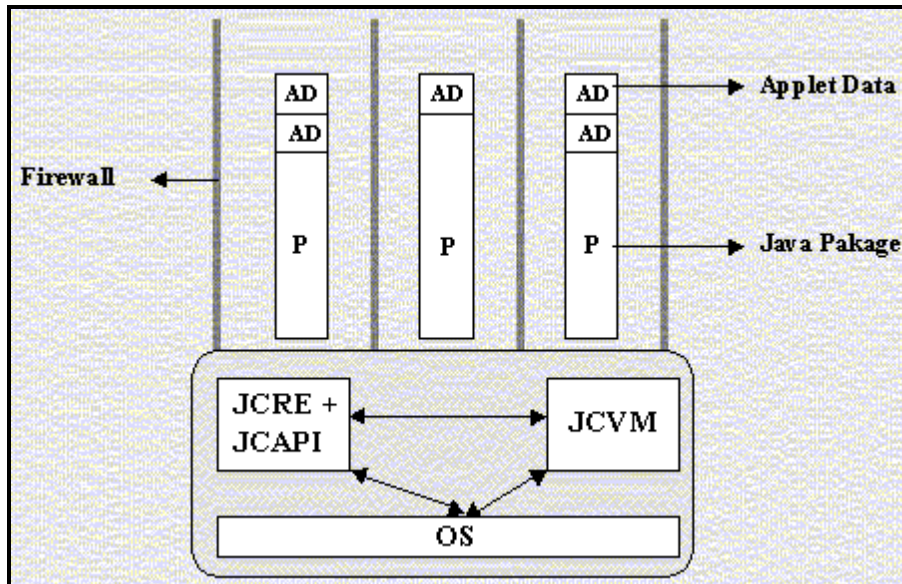 AD
AD
AD
Applet Data
AD
AD
Firewall
P
P
P
Java Pakage
JCRE +
JCAPI
JCVM
OS